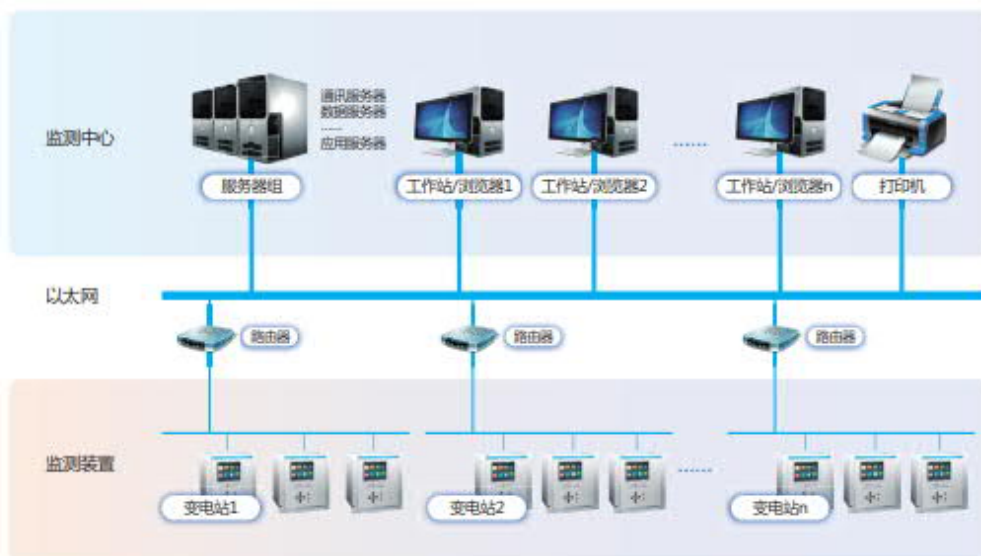 通讯服务器
数据服务器
......
应用服务器
监测中心
......
服务器组
工作站/浏览器1
工作站/浏览器2
工作站/浏览器n
打印机
以太网
路由器
路由器
路由器
监测装置
......
变电站1
变电站2
变电站n